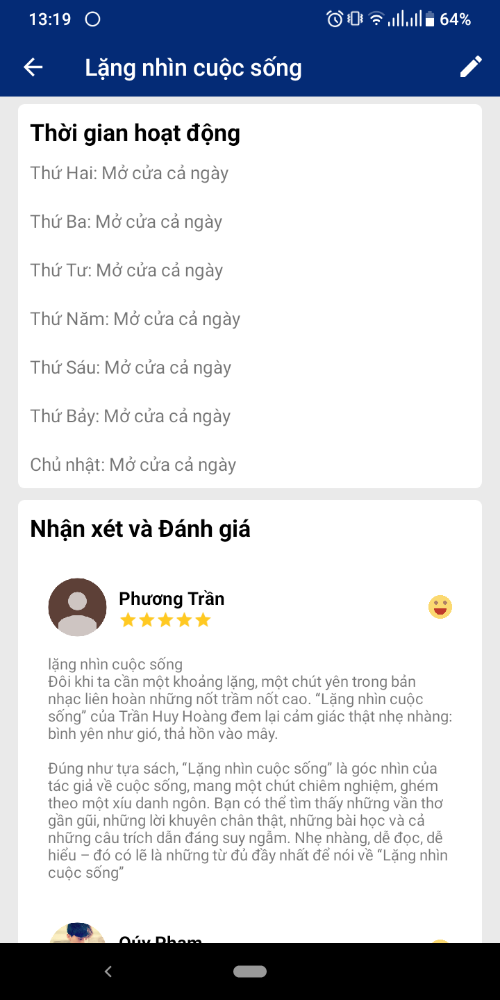 13:19 64%
Lặng nhìn cuộc sống
Thời gian hoạt động
Thứ Hai: Mở cửa cả ngày
Thứ Ba: Mở cửa cả ngày
Thứ Tư: Mở cửa cả ngày
Thứ Năm: Mở cửa cả ngày
Thứ Sáu: Mở cửa cả ngày
Thứ Bảy: Mở cửa cả ngày
Chủ nhật: Mở cửa cả ngày
Nhận xét và Đánh giá
Phương Trần
lặng nhìn cuộc sống
Đôi khi ta cần một khoảng lặng, một chút yên trong bản
nhạc liên hoàn những nốt trầm nốt cao. “Lặng nhìn cuộc
sống” của Trần Huy Hoàng đem lại cảm giác thật nhẹ nhàng:
bình yên như gió, thả hồn vào mây.
Đúng như tựa sách, “Lặng nhìn cuộc sống” là góc nhìn của
tác giả về cuộc sống, mang một chút chiêm nghiệm, ghém
theo một xíu danh ngôn. Bạn có thể tìm thấy những vần thơ
gần gũi, những lời khuyên chân thật, những bài học và cả
những câu trích dẫn đáng suy ngẫm. Nhẹ nhàng, dễ đọc, dễ
hiểu – đó có lẽ là những từ đủ đầy nhất để nói về “Lặng nhìn
cuộc sống”